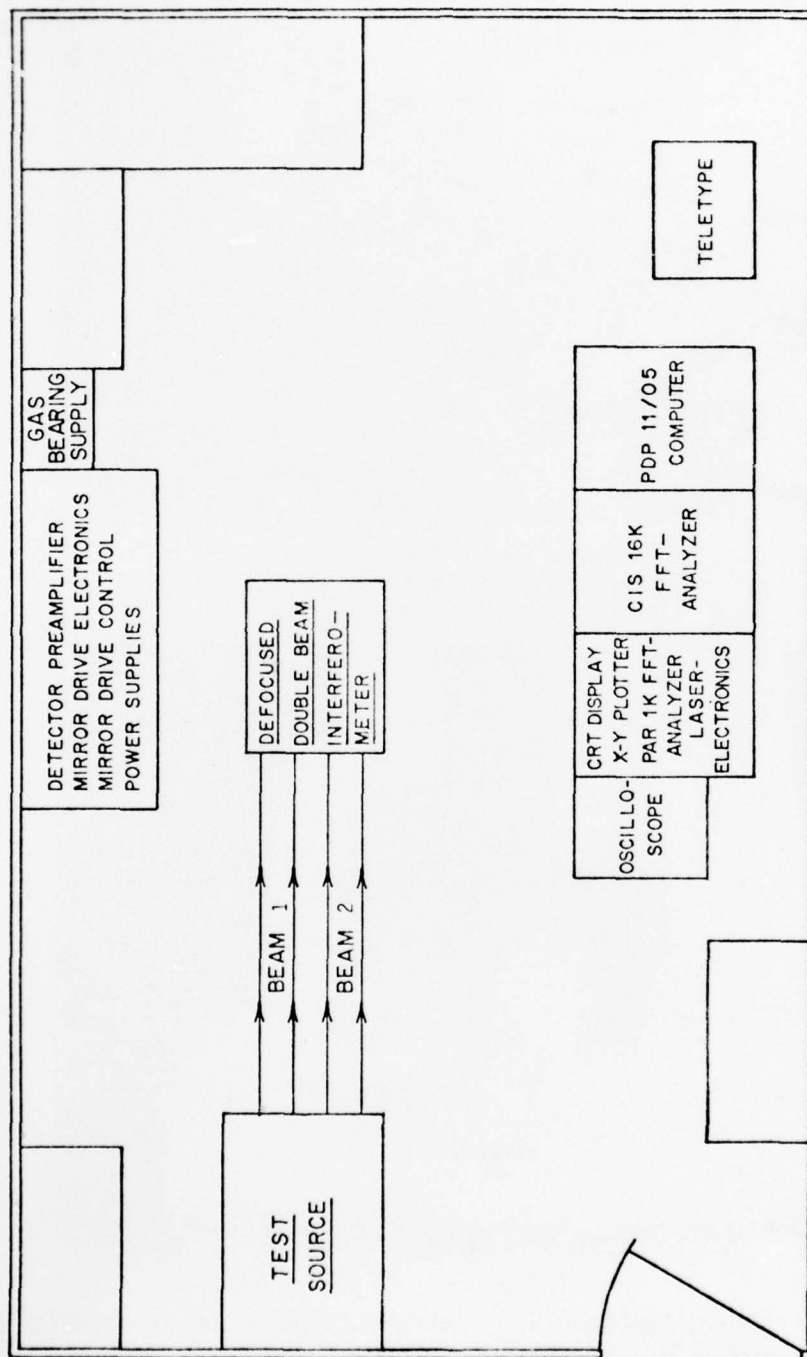 GAS
BEARING
SUPPLY
DETECTOR PREAMPLIFIER
MIRROR DRIVE ELECTRONICS
MIRROR DRIVE CONTROL
POWER SUPPLIES
DEFOCUSED
DOUBLE BEAM
INTERFERO-
METER
BEAM 1
BEAM 2
TEST
SOURCE
OSCILLO-
SCOPE
CRT DISPLAY
X-Y PLOTTER
PAR 1K FFT-
ANALYZER
LASER-
ELECTRONICS
CIS 16K
FFT-
ANALYZER
PDP 11/05
COMPUTER
TELETYPE